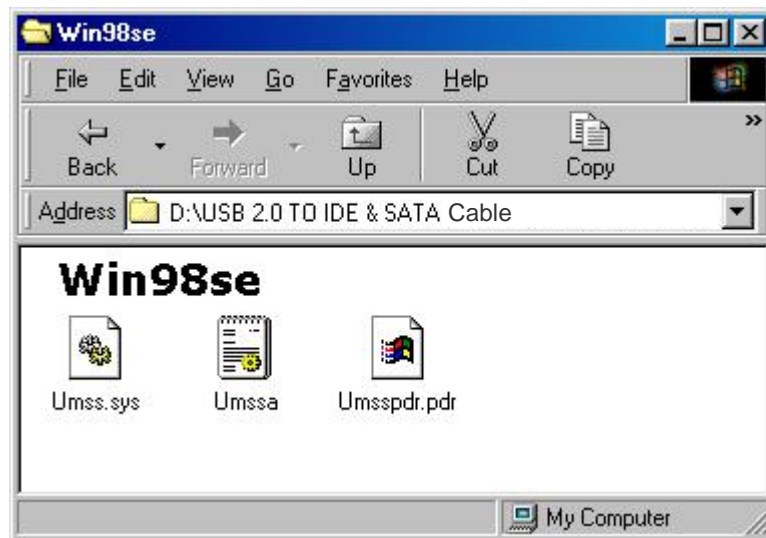 Win98se
File Edit View Go Favorites Help
Back Forward Up Cut Copy »
Address D:\USB 2.0 TO IDE & SATA Cable
Win98se
Umss.sys Umssa Umsspdr.pdr
My Computer